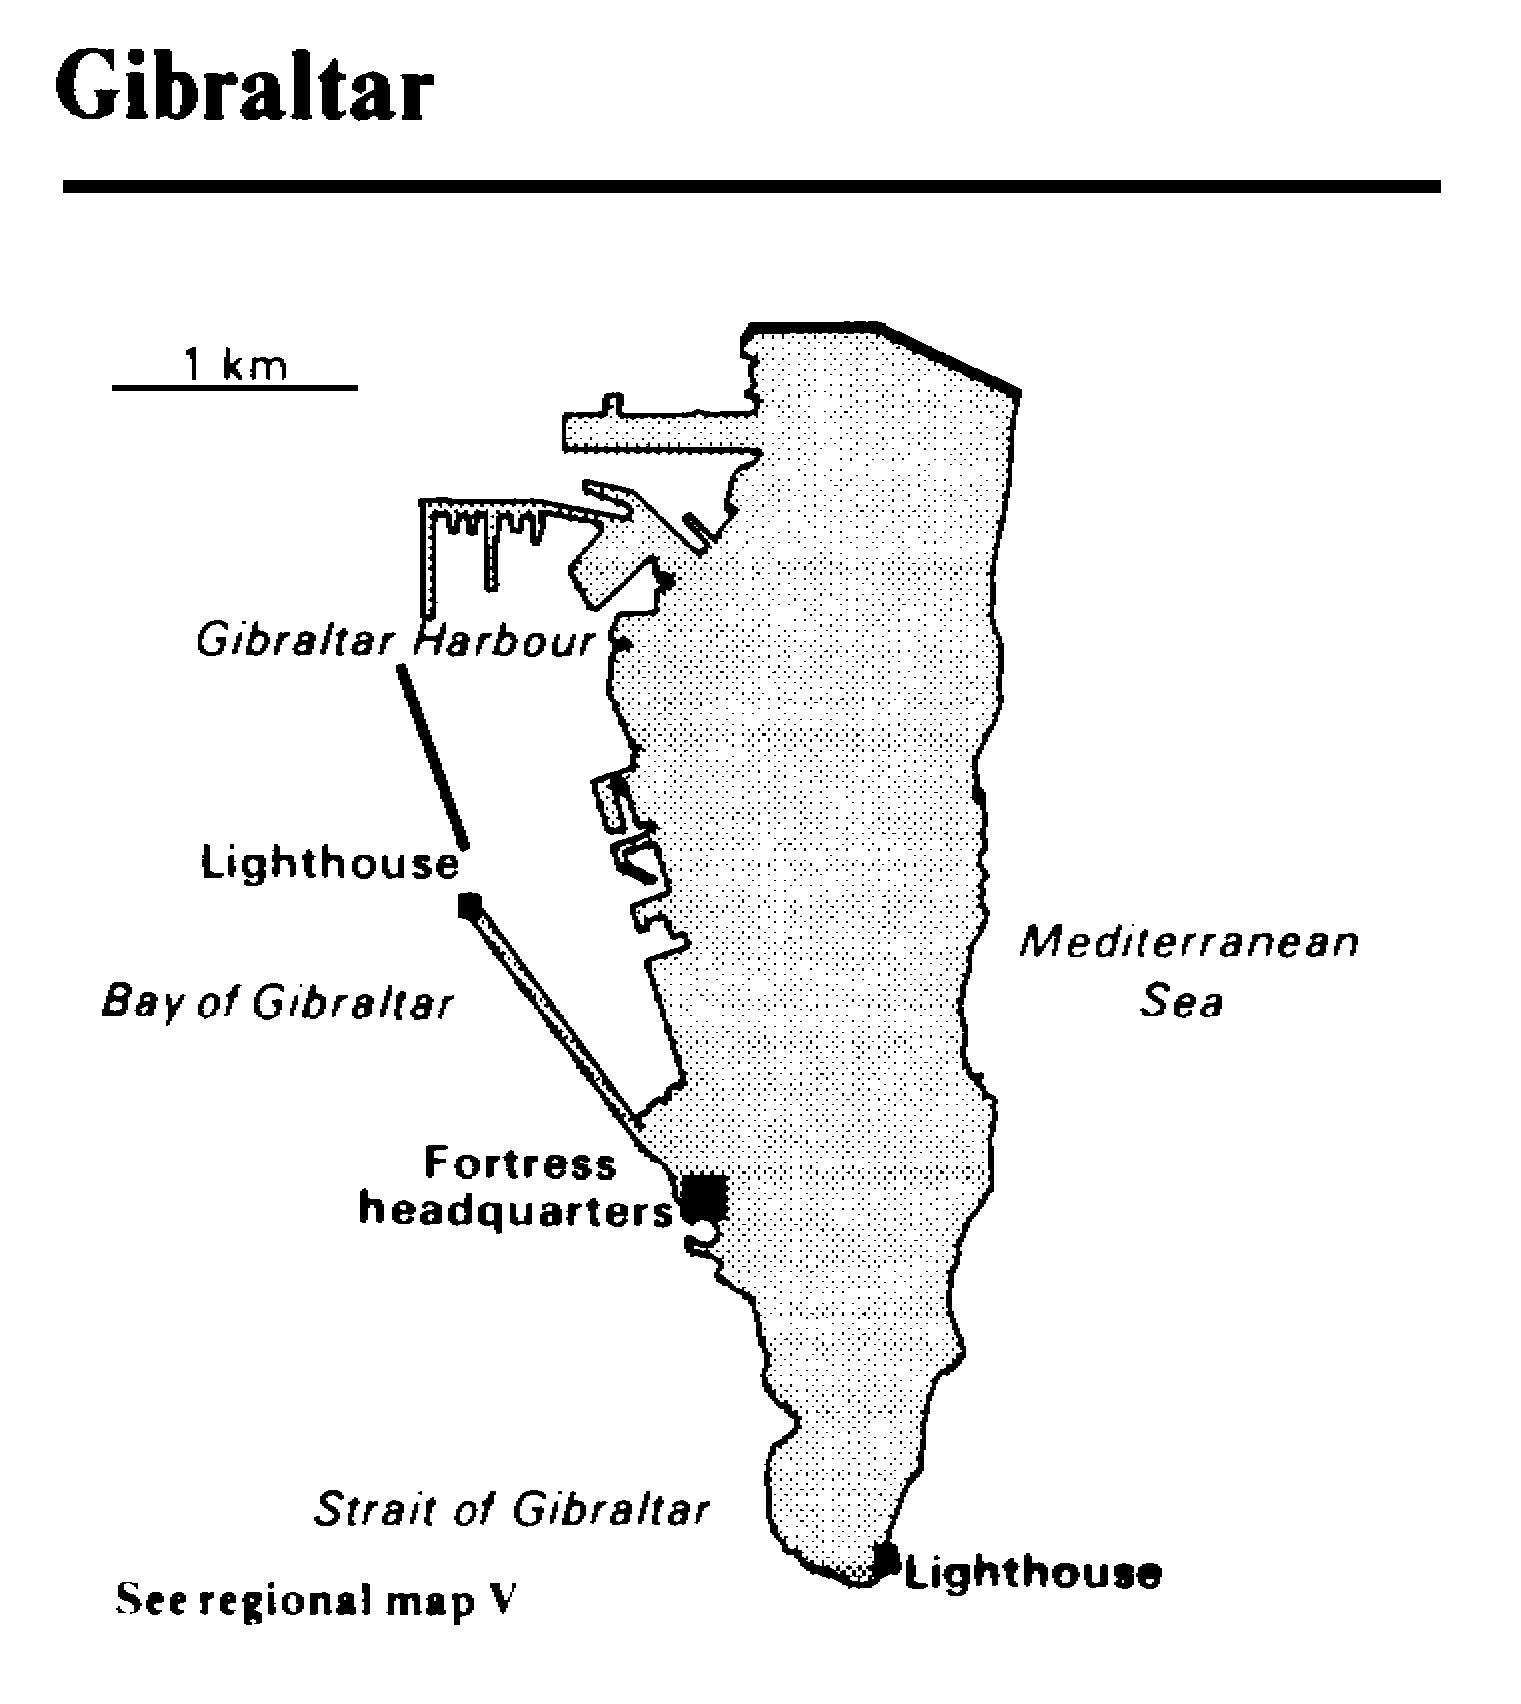 Gibraltar
1 km
Gibraltar Harbour
Lighthouse
Mediterranean
Sea
Bay of Gibraltar
Fortress
headquarters
Strait of Gibraltar
Lighthouse
See regional map V